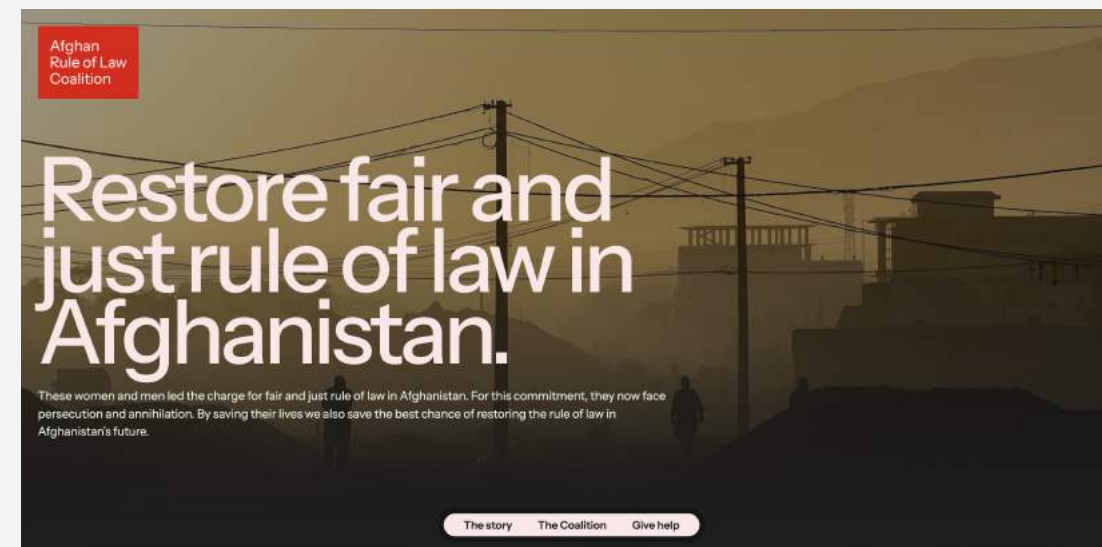 Afghan
Rule of Law
Coalition
Restore fair and
just rule of law in
Afghanistan.
These women and men led the charge for fair and just rule of law in Afghanistan. For this commitment, they now face
persecution and annihilation. By saving their lives we also save the best chance of restoring the rule of law in
Afghanistan's future.
The story The Coalition Give help